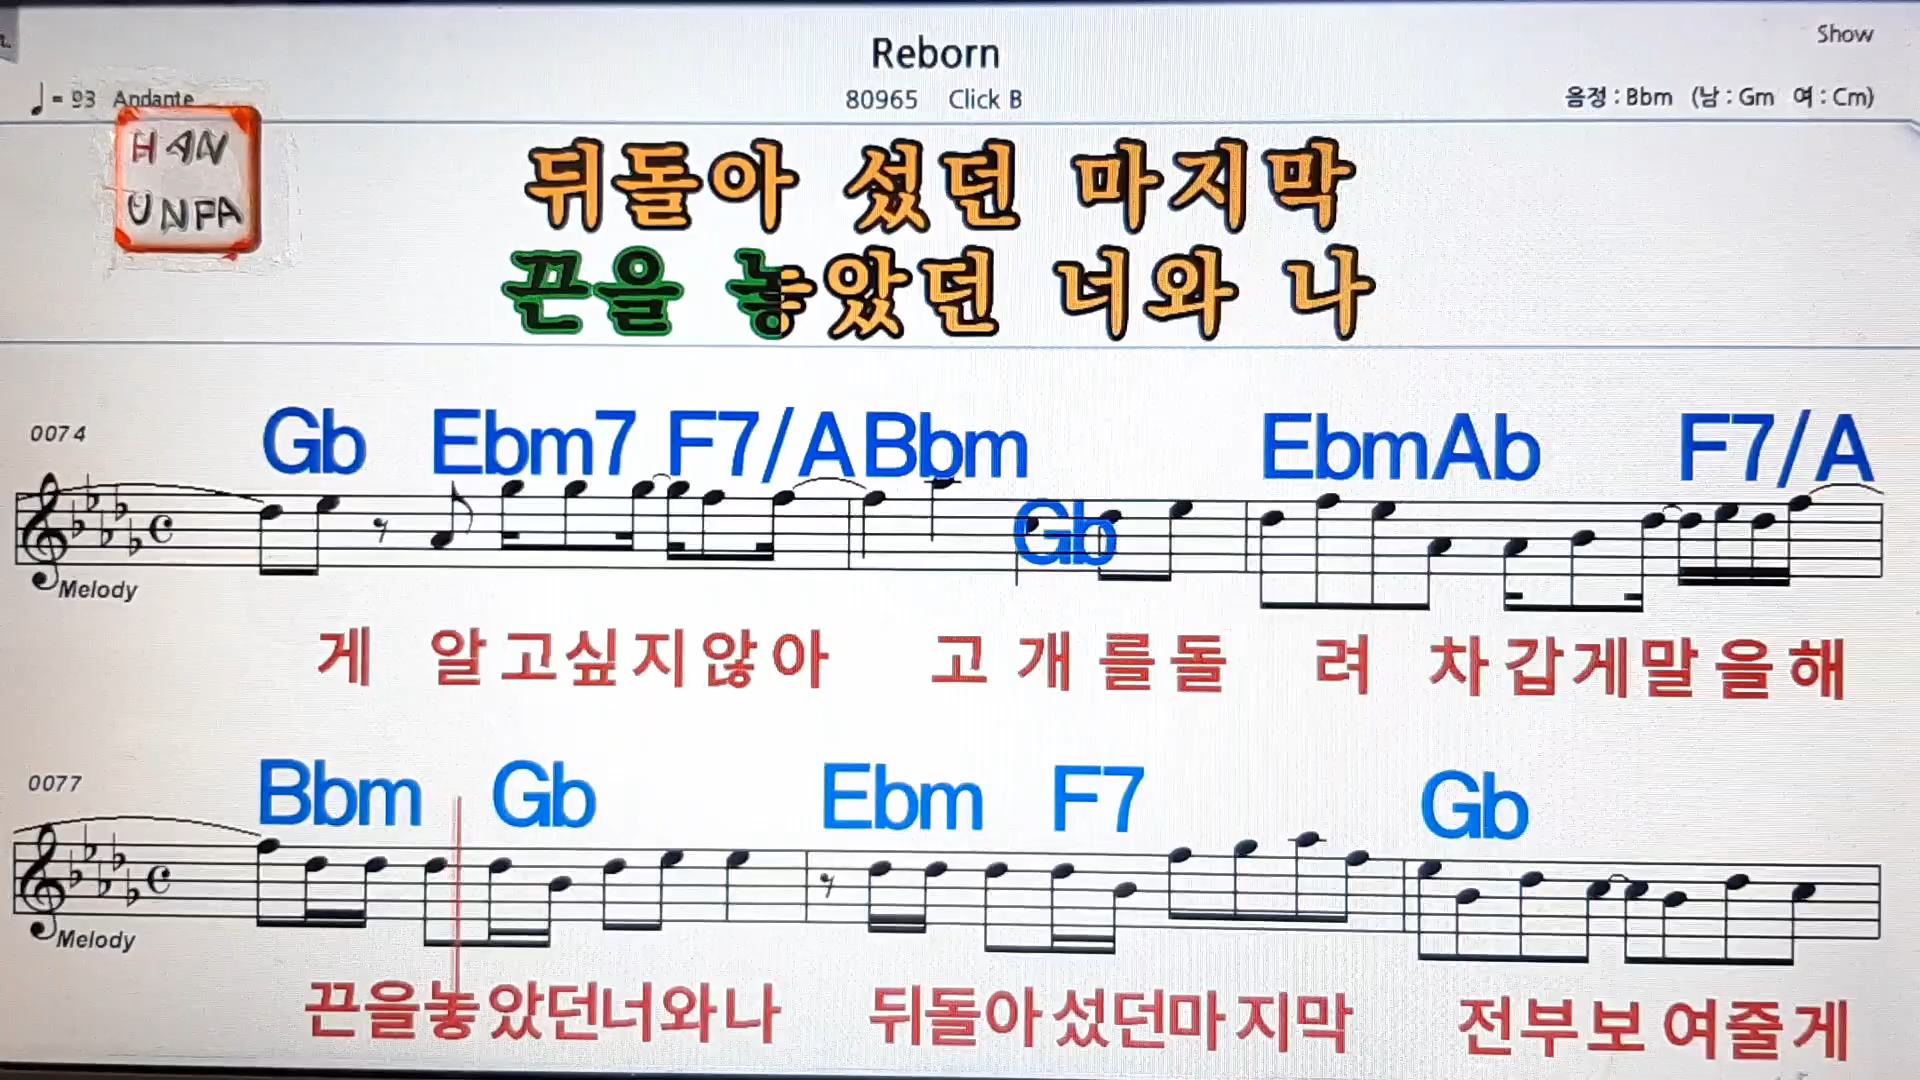 Show
Reborn
♩ = 93 Andante
80965 Click B
음정 : Bbm (남 : Gm 여 : Cm)
HAN
UNPA
뒤돌아 섰던 마지막
끈을 놓았던 너와 나
0074
Gb Ebm7 F7/A Bbm Gb Ebm Ab F7/A
Melody
게 알고싶지않아 고개를돌 려 차갑게말을해
0077
Bbm Gb Ebm F7 Gb
Melody
끈을놓았던너와나 뒤돌아섰던마지막 전부보여줄게